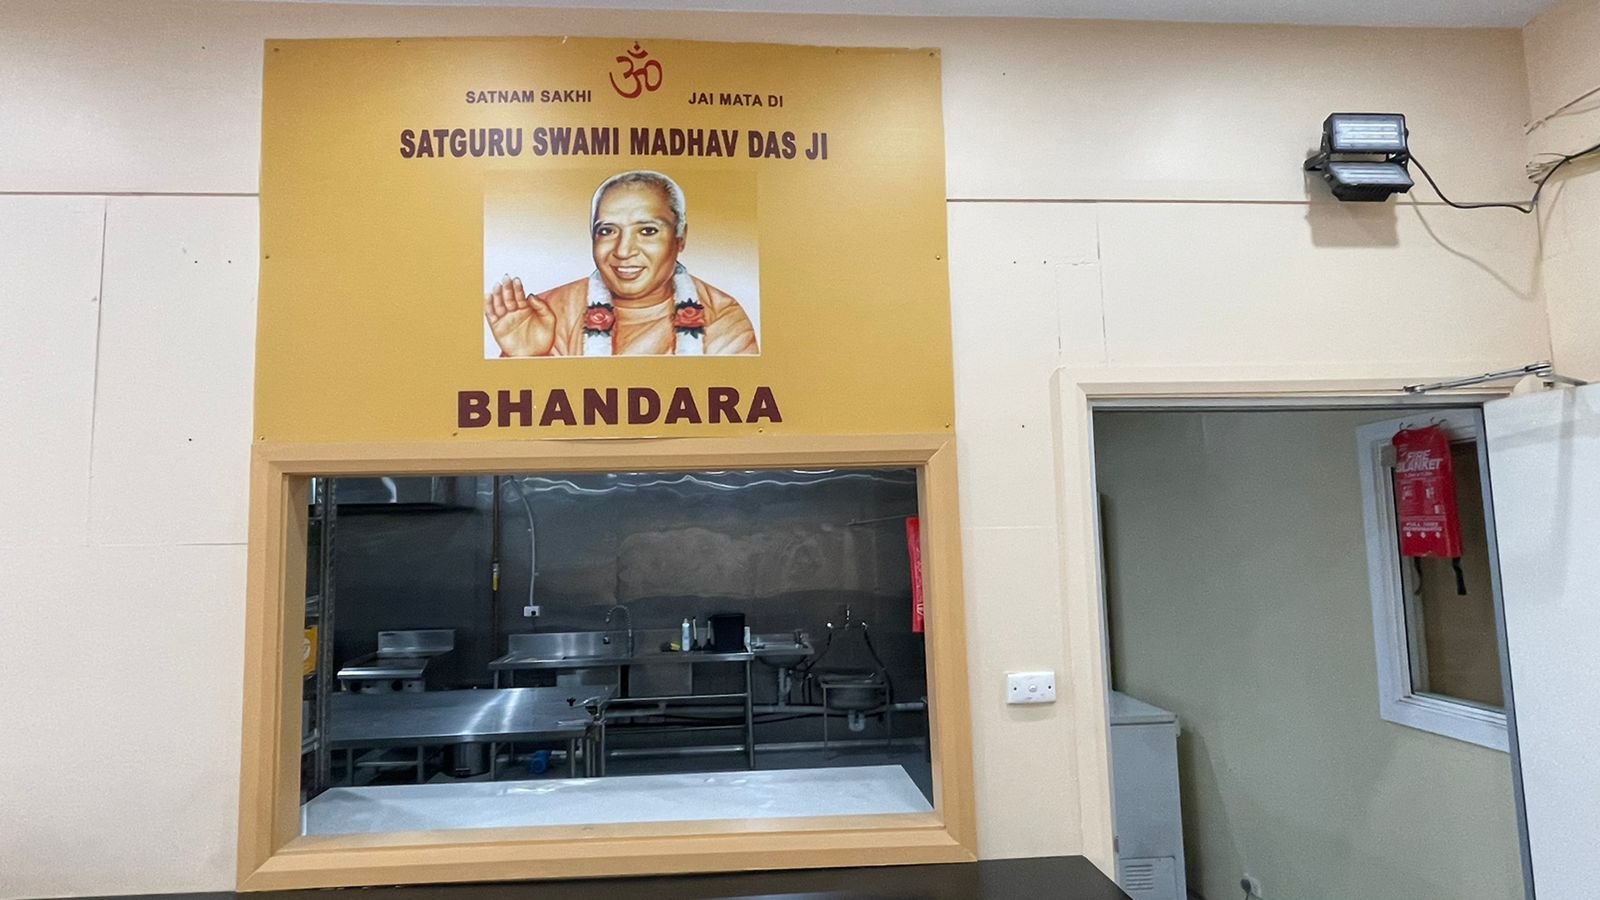 ॐ
SATNAM SAKHI JAI MATA DI
SATGURU SWAMI MADHAV DAS JI
BHANDARA
FIRE
BLANKET